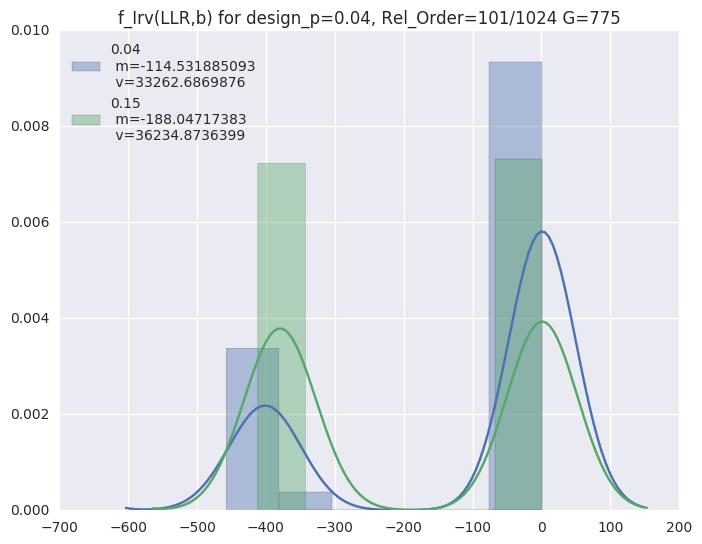 f_Irv(LLR,b) for design_p=0.04, Rel_Order=101/1024 G=775
0.010
0.04
m=-114.531885093
v=33262.6869876
0.15
m=-188.04717383
v=36234.8736399
0.008
0.006
0.004
0.002
0.000
−700 −600 −500 −400 −300 −200 −100 0 100 200